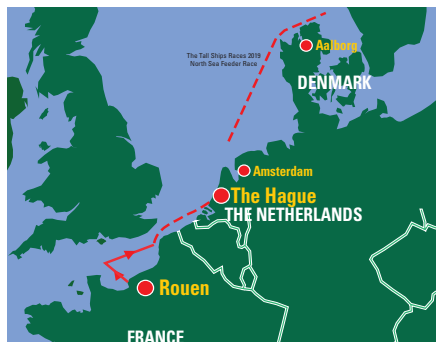 The Tall Ships Races 2019
North Sea Feeder Race
Aalborg
DENMARK
Amsterdam
The Hague
THE NETHERLANDS
Rouen
FRANCE